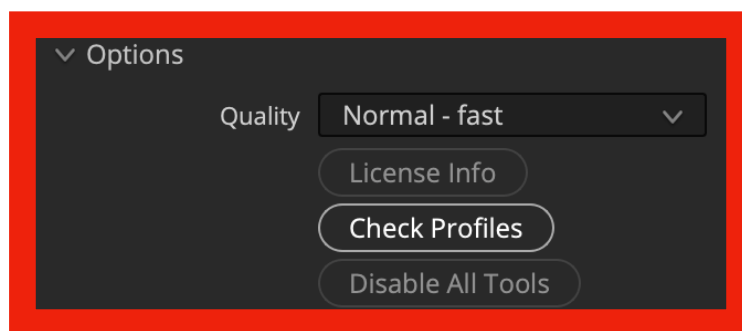 Options
Quality Normal - fast
License Info
Check Profiles
Disable All Tools